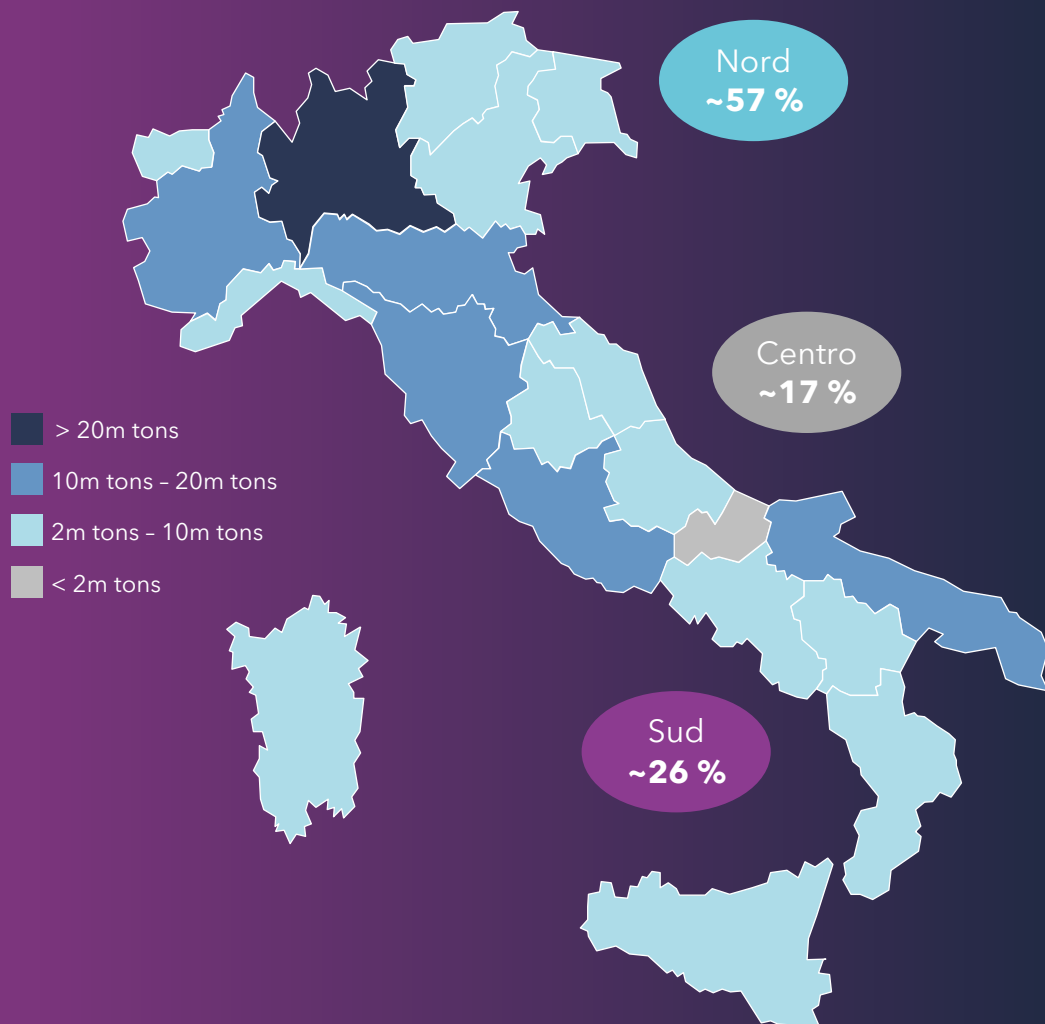 Nord
~57 %
Centro
~17 %
> 20m tons
10m tons – 20m tons
2m tons – 10m tons
< 2m tons
Sud
~26 %